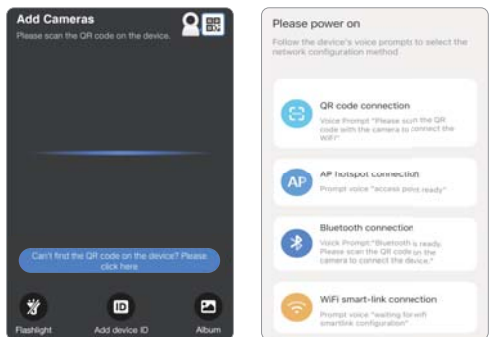 Add Cameras
Please scan the QR code on the device.
Can't find the QR code on the device? Please
click here
Flashlight
ID
Add device ID
Album
Please power on
Follow the device's voice prompts to select the
network configuration method
QR code connection
Voice Prompt "Please scan the QR
code with the camera to connect the
WiFi"
AP
AP hotspot connection
Prompt voice "access point ready"
Bluetooth connection
Voice Prompt:"Bluetooth is ready.
Please scan the QR code on the
camera to connect the device."
WiFi smart-link connection
Prompt voice "waiting for wifi
smartlink configuration"